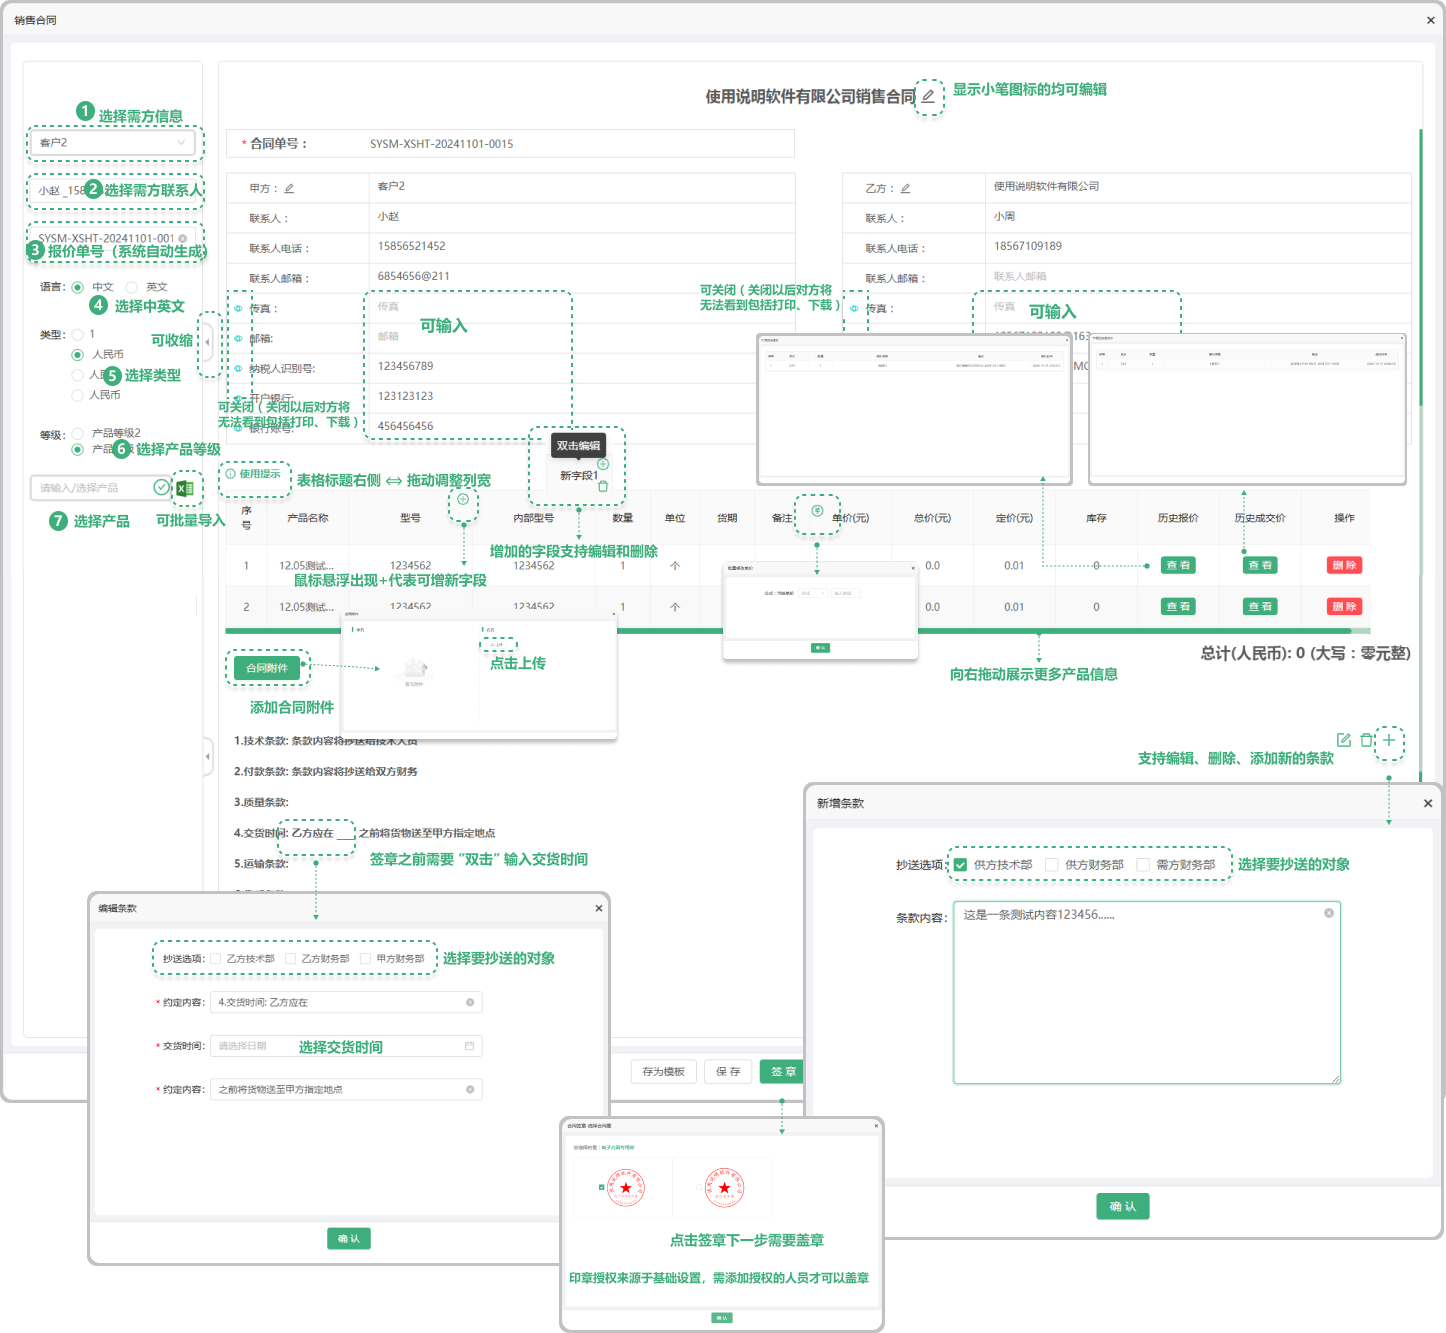 销售合同
使用说明软件有限公司销售合同
显示小笔图标的均可编辑
1 选择需方信息
客户2
小赵 _158
2 选择需方联系人
SYSM-XSHT-20241101-001
3 报价单号（系统自动生成）
语言: 中文 英文
4 选择中英文
类型: 1
人民币
5 选择类型
人民币
可收缩
等级: 产品等级2
6 选择产品等级
请输入/选择产品
7 选择产品
可批量导入
* 合同单号： SYSM-XSHT-20241101-0015
甲方： 客户2
联系人： 小赵
联系人电话： 15856521452
联系人邮箱： 6854656@211
传真： 传真
邮箱: 邮箱
纳税人识别号: 123456789
开户银行: 123123123
银行账号: 456456456
可输入
可关闭（关闭以后对方将
无法看到包括打印、下载）
乙方： 使用说明软件有限公司
联系人： 小周
联系人电话： 18567109189
联系人邮箱： 联系人邮箱
传真： 传真
可输入
可关闭（关闭以后对方将
无法看到包括打印、下载）
使用提示
表格标题右侧 ⇔ 拖动调整列宽
双击编辑
新字段1
序号 产品名称 型号 内部型号 数量 单位 货期 备注 单价(元) 总价(元) 定价(元) 库存 历史报价 历史成交价 操作
增加的字段支持编辑和删除
1 12.05测试... 1234562 1234562 1 个 0.0 0.01 0 查 看 查 看 删 除
鼠标悬浮出现+代表可增新字段
2 12.05测试... 1234562 1234562 1 个 0.0 0.01 0 查 看 查 看 删 除
总计(人民币): 0 (大写：零元整)
向右拖动展示更多产品信息
合同附件
添加合同附件
点击上传
确 认
1.技术条款: 条款内容将抄送给技术人员
2.付款条款: 条款内容将抄送给双方财务
3.质量条款:
4.交货时间: 乙方应在 ___ 之前将货物送至甲方指定地点
5.运输条款:
签章之前需要 “双击” 输入交货时间
支持编辑、删除、添加新的条款
存为模板 保 存 签 章
编辑条款
抄送选项: 乙方技术部 乙方财务部 甲方财务部
选择要抄送的对象
* 约定内容: 4.交货时间: 乙方应在
* 交货时间: 请选择日期
选择交货时间
* 约定内容: 之前将货物送至甲方指定地点
确 认
新增条款
抄送选项: 供方技术部 供方财务部 需方财务部
选择要抄送的对象
条款内容: 这是一条测试内容123456......
确 认
点击签章下一步需要盖章
印章授权来源于基础设置，需添加授权的人员才可以盖章
确 认